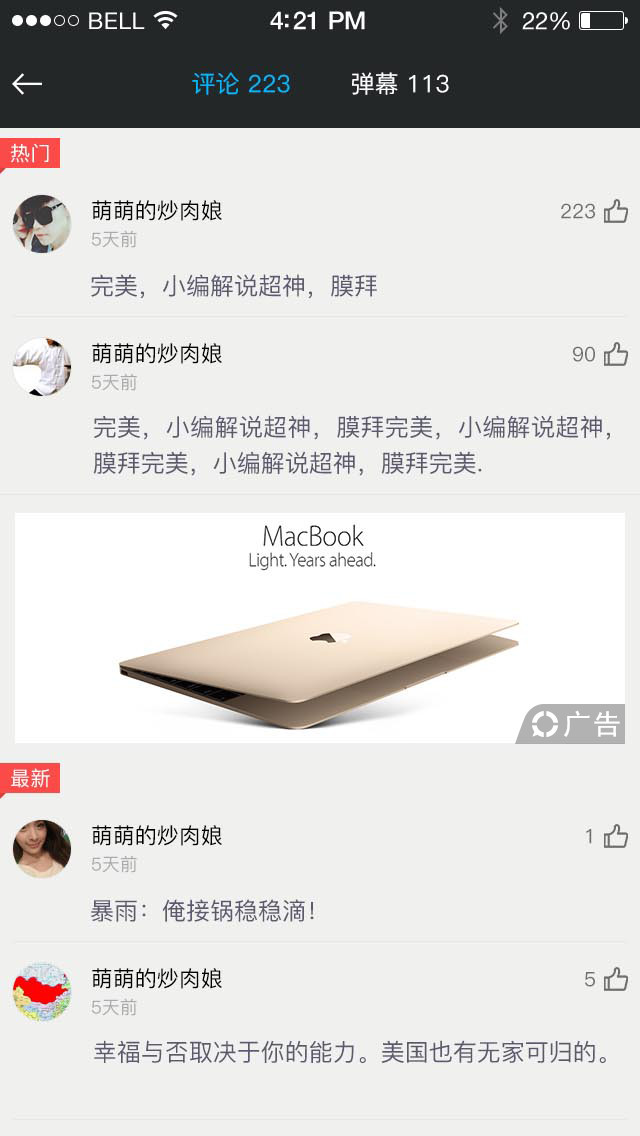 BELL 4:21 PM 22%
评论 223 弹幕 113
热门
萌萌的炒肉娘 223
5天前
完美，小编解说超神，膜拜
萌萌的炒肉娘 90
5天前
完美，小编解说超神，膜拜完美，小编解说超神，
膜拜完美，小编解说超神，膜拜完美.
MacBook
Light. Years ahead.
广告
最新
萌萌的炒肉娘 1
5天前
暴雨：俺接锅稳稳滴！
萌萌的炒肉娘 5
5天前
幸福与否取决于你的能力。美国也有无家可归的。